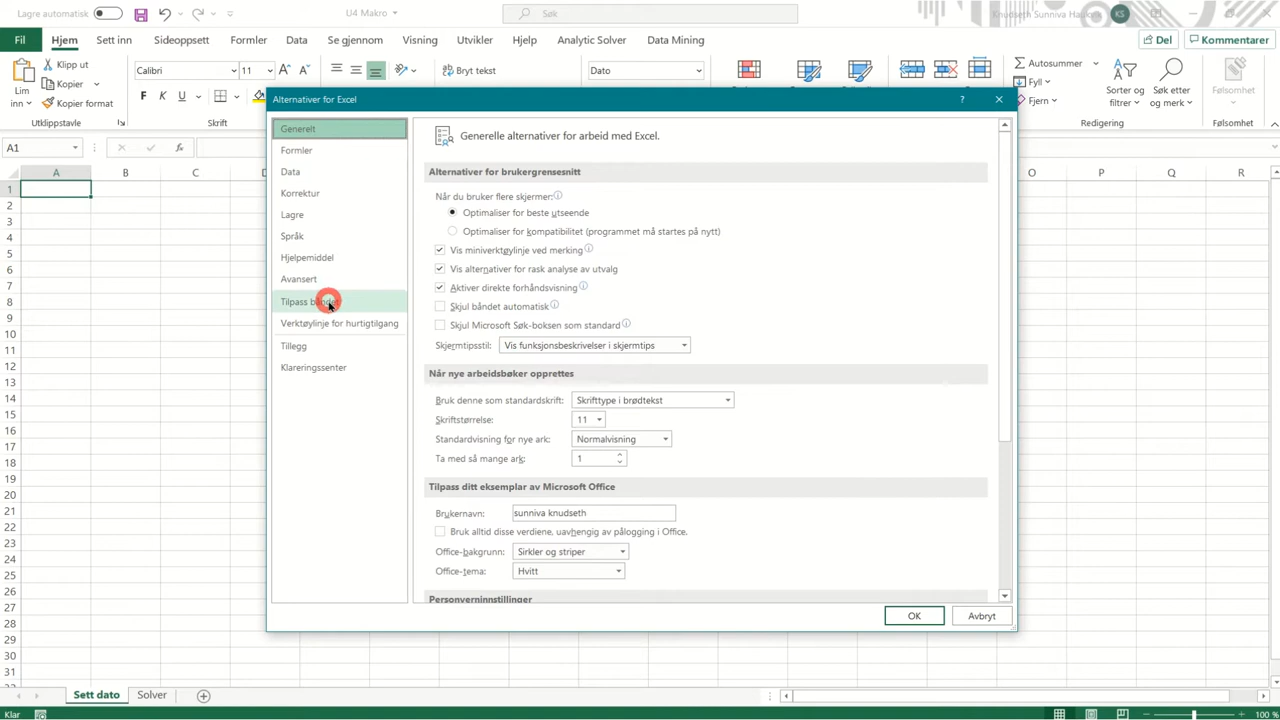 Lagre automatisk
U4 Makro
Søk
Knudseth Sunniva
KS
Fil Hjem Sett inn Sideoppsett Formler Data Se gjennom Visning Utvikler Hjelp Analytic Solver Data Mining
Del Kommentarer
Lim inn
Klipp ut
Kopier
Kopier format
Utklippstavle
Calibri 11
F K U
Skrift
Bryt tekst
Dato
Autosummer
Fyll
Fjern
Sorter og filtrer
Søk etter og merk
Redigering
Følsomhet
Følsomhet
A1
fx
A B C D O P Q R
1
2
3
4
5
6
7
8
9
10
11
12
13
14
15
16
17
18
19
20
21
22
23
24
25
26
27
28
29
30
31
Alternativer for Excel
?
Generelt
Formler
Data
Korrektur
Lagre
Språk
Hjelpemiddel
Avansert
Tilpass båndet
Verktøylinje for hurtigtilgang
Tillegg
Klareringssenter
Generelle alternativer for arbeid med Excel.
Alternativer for brukergrensesnitt
Når du bruker flere skjermer:
Optimaliser for beste utseende
Optimaliser for kompatibilitet (programmet må startes på nytt)
Vis miniverktøylinje ved merking
Vis alternativer for rask analyse av utvalg
Aktiver direkte forhåndsvisning
Skjul båndet automatisk
Skjul Microsoft Søk-boksen som standard
Skjermtipsstil: Vis funksjonsbeskrivelser i skjermtips
Når nye arbeidsbøker opprettes
Bruk denne som standardskrift: Skrifttype i brødtekst
Skriftstørrelse: 11
Standardvisning for nye ark: Normalvisning
Ta med så mange ark: 1
Tilpass ditt eksemplar av Microsoft Office
Brukernavn: sunniva knudseth
Bruk alltid disse verdiene, uavhengig av pålogging i Office.
Office-bakgrunn: Sirkler og striper
Office-tema: Hvitt
Personverninnstillinger
OK Avbryt
Sett dato Solver
Klar
100 %